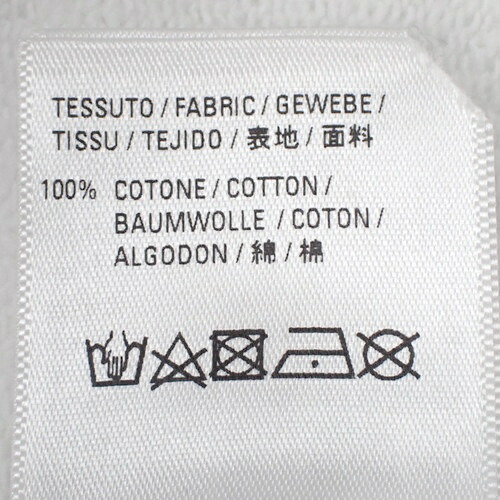 TESSUTO / FABRIC / GEWEBE /
TISSU / TEJIDO / 表地 / 面料
100% COTONE / COTTON /
BAUMWOLLE / COTON /
ALGODON / 綿 / 棉